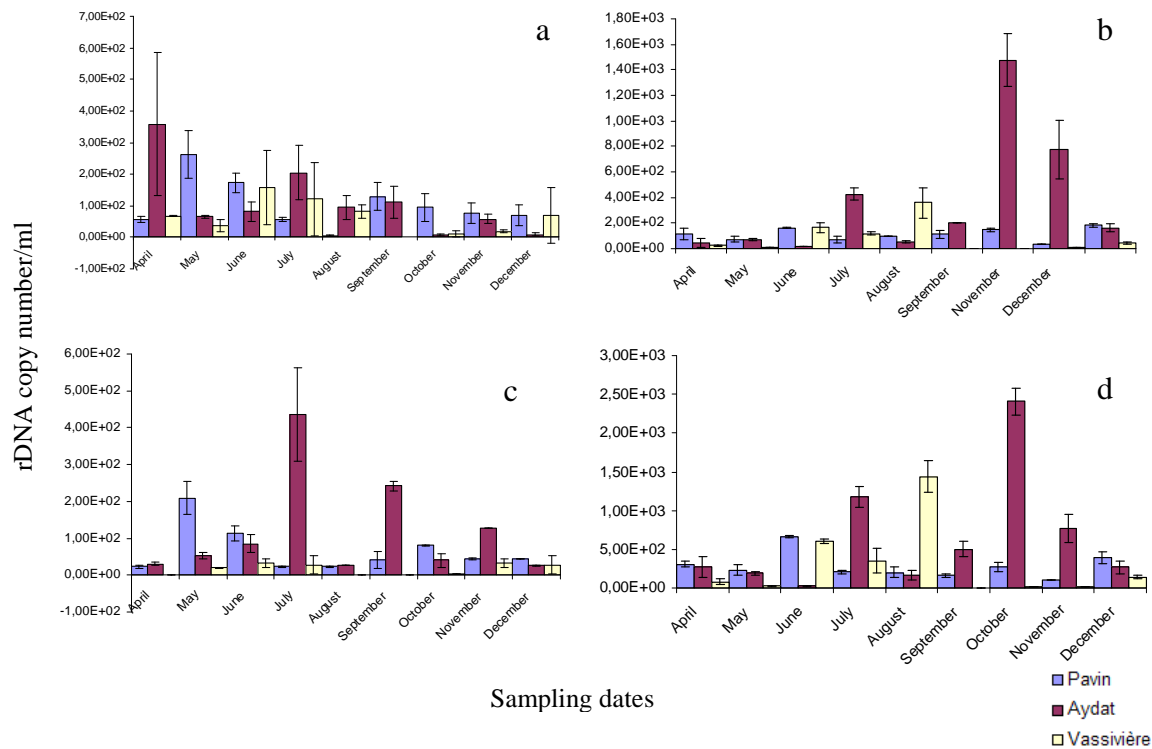 a
7,00E+02
6,00E+02
5,00E+02
4,00E+02
3,00E+02
2,00E+02
1,00E+02
0,00E+00
-1,00E+02
April
May
June
July
August
September
October
November
December
b
1,80E+03
1,60E+03
1,40E+03
1,20E+03
1,00E+03
8,00E+02
6,00E+02
4,00E+02
2,00E+02
0,00E+00
April
May
June
July
August
September
November
December
rDNA copy number/ml
c
6,00E+02
5,00E+02
4,00E+02
3,00E+02
2,00E+02
1,00E+02
0,00E+00
-1,00E+02
April
May
June
July
August
September
October
November
December
d
3,00E+03
2,50E+03
2,00E+03
1,50E+03
1,00E+03
5,00E+02
0,00E+00
April
May
June
July
August
September
October
November
December
Sampling dates
Pavin
Aydat
Vassivière